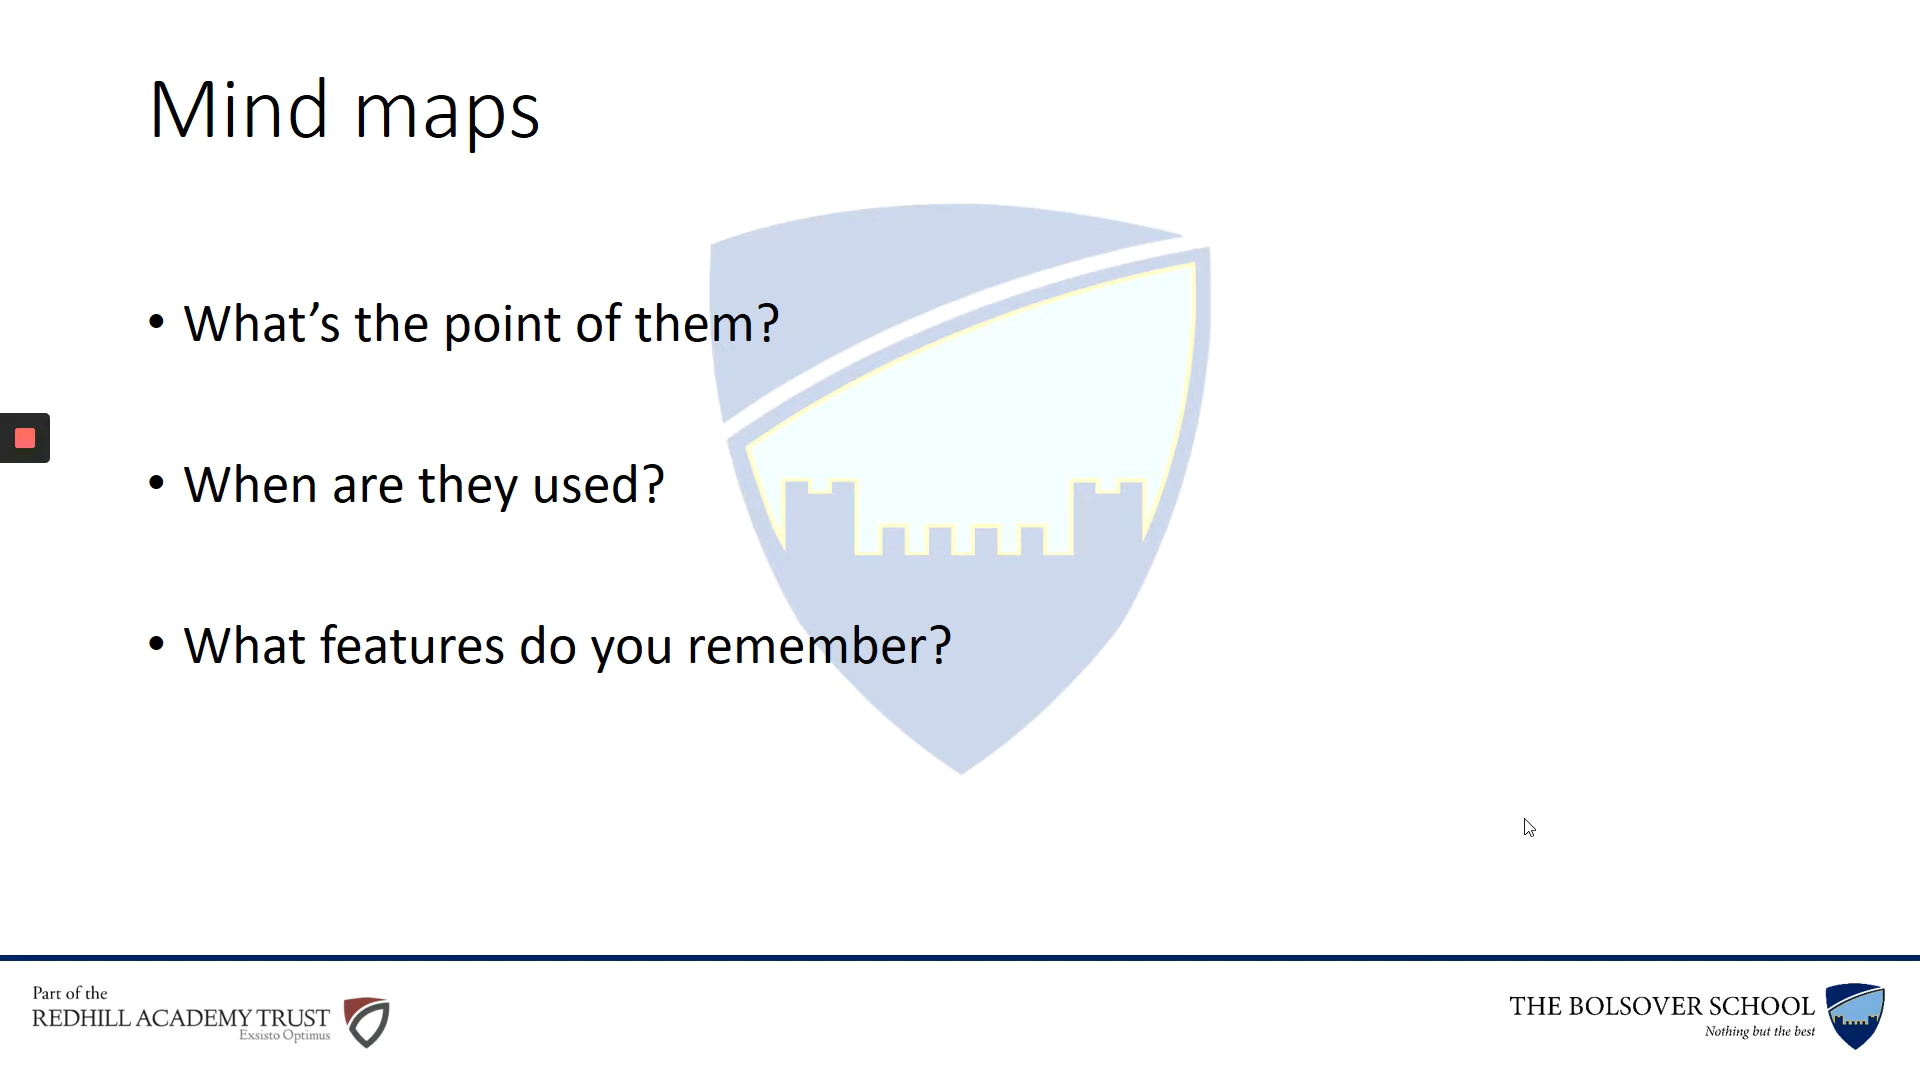 Mind maps
• What’s the point of them?
• When are they used?
• What features do you remember?
Part of the
REDHILL ACADEMY TRUST
Exsisto Optimus
THE BOLSOVER SCHOOL
Nothing but the best